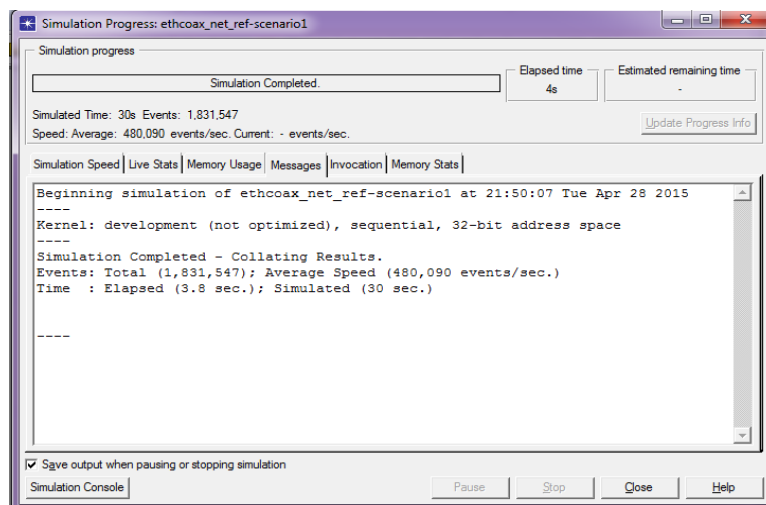 Simulation Progress: ethcoax_net_ref-scenario1
Simulation progress
Simulation Completed.
Elapsed time
4s
Estimated remaining time
-
Simulated Time: 30s Events: 1,831,547
Speed: Average: 480,090 events/sec. Current: - events/sec.
Update Progress Info
Simulation Speed Live Stats Memory Usage Messages Invocation Memory Stats
Beginning simulation of ethcoax_net_ref-scenario1 at 21:50:07 Tue Apr 28 2015
----
Kernel: development (not optimized), sequential, 32-bit address space
----
Simulation Completed - Collating Results.
Events: Total (1,831,547); Average Speed (480,090 events/sec.)
Time  : Elapsed (3.8 sec.); Simulated (30 sec.)
----
Save output when pausing or stopping simulation
Simulation Console Pause Stop Close Help